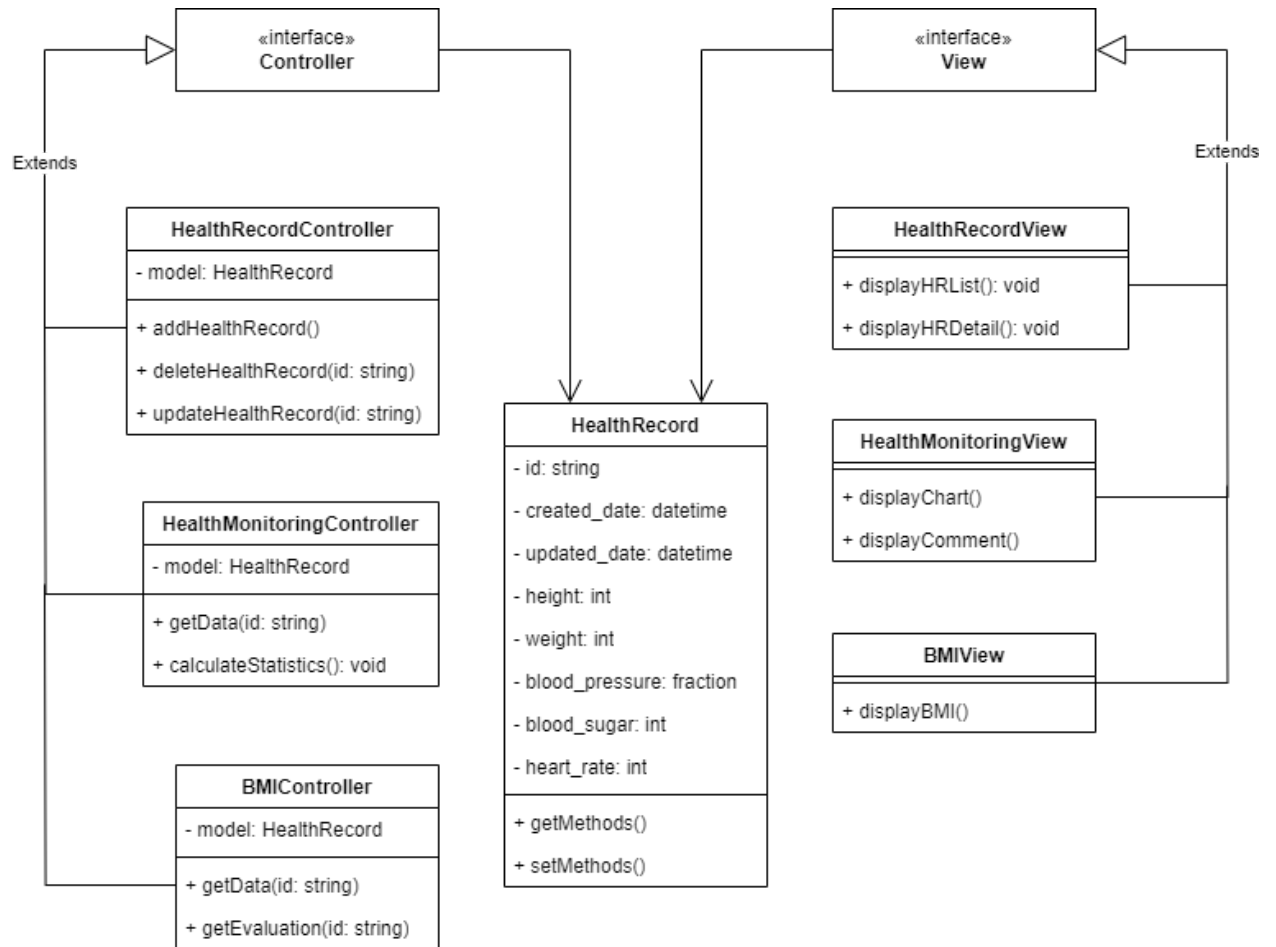 «interface»
Controller
«interface»
View
Extends
Extends
HealthRecordController
- model: HealthRecord
+ addHealthRecord()
+ deleteHealthRecord(id: string)
+ updateHealthRecord(id: string)
HealthMonitoringController
- model: HealthRecord
+ getData(id: string)
+ calculateStatistics(): void
BMIController
- model: HealthRecord
+ getData(id: string)
+ getEvaluation(id: string)
HealthRecord
- id: string
- created_date: datetime
- updated_date: datetime
- height: int
- weight: int
- blood_pressure: fraction
- blood_sugar: int
- heart_rate: int
+ getMethods()
+ setMethods()
HealthRecordView
+ displayHRList(): void
+ displayHRDetail(): void
HealthMonitoringView
+ displayChart()
+ displayComment()
BMIView
+ displayBMI()